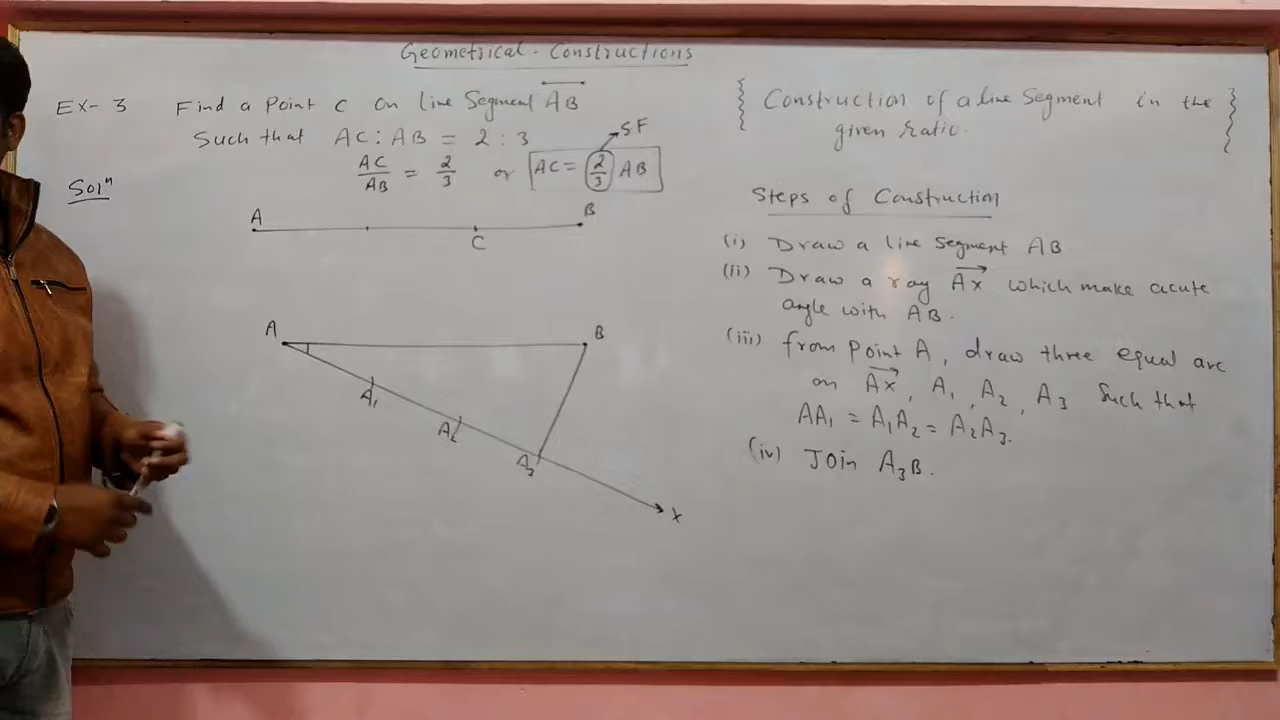 Geometrical - Constructions
EX- 3 Find a Point C on line Segment AB
Such that AC : AB = 2 : 3
AC/AB = 2/3 or AC = 2/3 AB
SF
Solⁿ
A C B
A B
A₁
A₂
A₃
X
{ Construction of a line Segment in the }
given ratio.
Steps of Construction
(i) Draw a line Segment AB
(ii) Draw a ray Ax which make acute
angle with AB.
(iii) from point A, draw three equal arc
on Ax, A₁, A₂, A₃ Such that
AA₁ = A₁A₂ = A₂A₃.
(iv) Join A₃B.